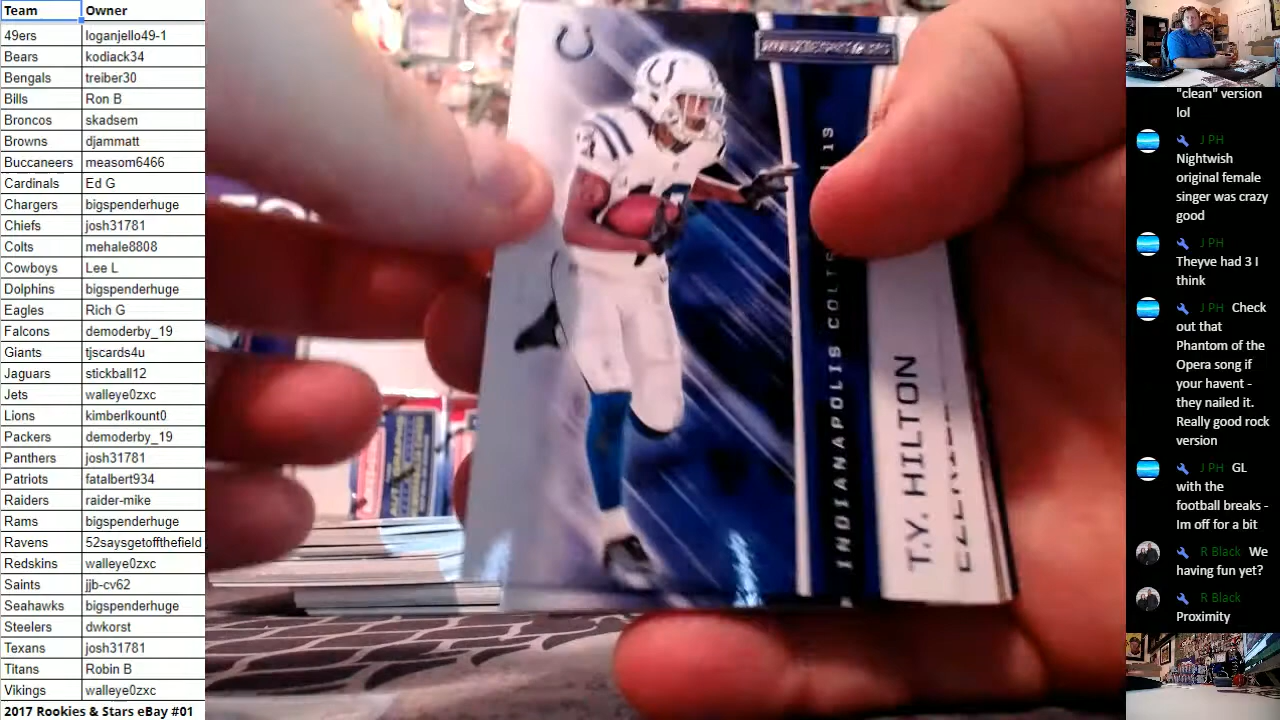 Team Owner
49ers loganjello49-1
Bears kodiack34
Bengals treiber30
Bills Ron B
Broncos skadsem
Browns djammatt
Buccaneers measom6466
Cardinals Ed G
Chargers bigspenderhuge
Chiefs josh31781
Colts mehale8808
Cowboys Lee L
Dolphins bigspenderhuge
Eagles Rich G
Falcons demoderby_19
Giants tjscards4u
Jaguars stickball12
Jets walleye0zxc
Lions kimberlkount0
Packers demoderby_19
Panthers josh31781
Patriots fatalbert934
Raiders raider-mike
Rams bigspenderhuge
Ravens 52saysgetoffthefield
Redskins walleye0zxc
Saints jjb-cv62
Seahawks bigspenderhuge
Steelers dwkorst
Texans josh31781
Titans Robin B
Vikings walleye0zxc
2017 Rookies & Stars eBay #01
INDIANAPOLIS COLTS
T.Y. HILTON
"clean" version
lol
J PH
Nightwish
original female
singer was crazy
good
J PH
Theyve had 3 I
think
J PH Check
out that
Phantom of the
Opera song if
your havent -
they nailed it.
Really good rock
version
J PH GL
with the
football breaks -
Im off for a bit
R Black We
having fun yet?
R Black
Proximity